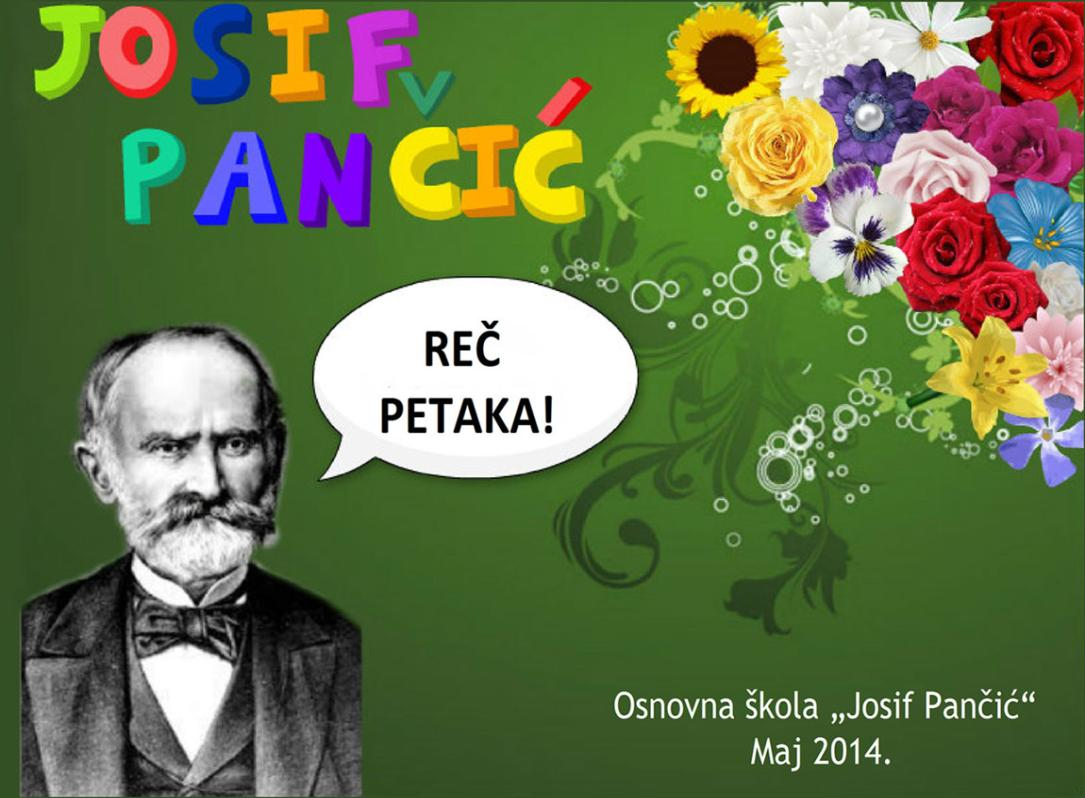 JOSIF
PANČIĆ
REČ
PETAKA!
Osnovna škola „Josif Pančić“
Maj 2014.